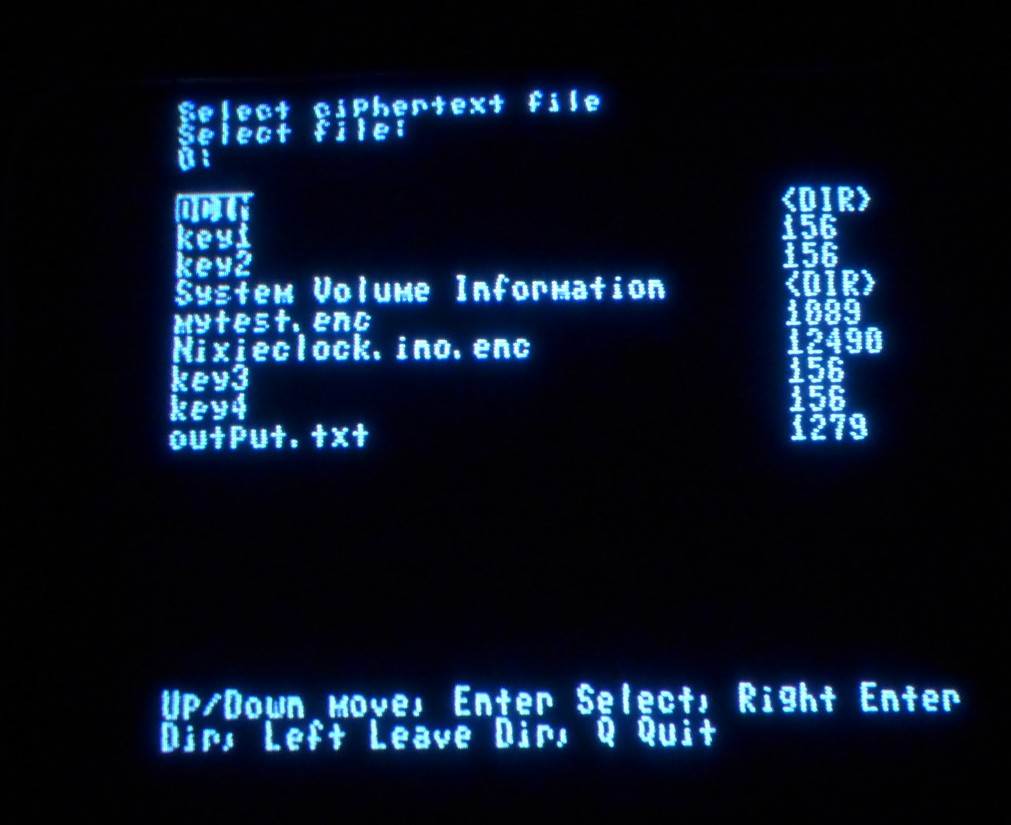 Select ciphertext file
Select file:
0:
DCIM <DIR>
key1 156
key2 156
System Volume Information <DIR>
mytest.enc 1089
Nixieclock.ino.enc 12490
key3 156
key4 156
output.txt 1279
Up/Down move; Enter Select; Right Enter
Dir; Left Leave Dir; Q Quit